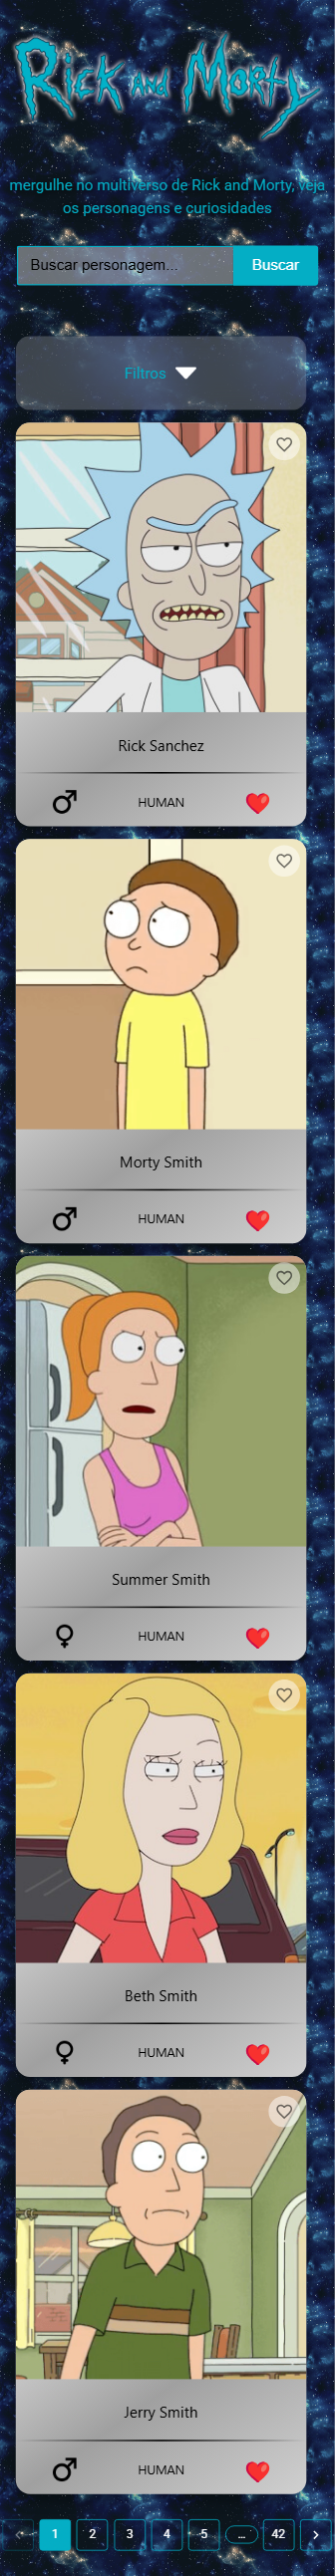 Rick And Morty
mergulhe no multiverso de Rick and Morty, veja
os personagens e curiosidades
Buscar personagem...
Buscar
Filtros
Rick Sanchez
HUMAN
Morty Smith
HUMAN
Summer Smith
HUMAN
Beth Smith
HUMAN
Jerry Smith
HUMAN
‹ 1 2 3 4 5 ... 42 ›